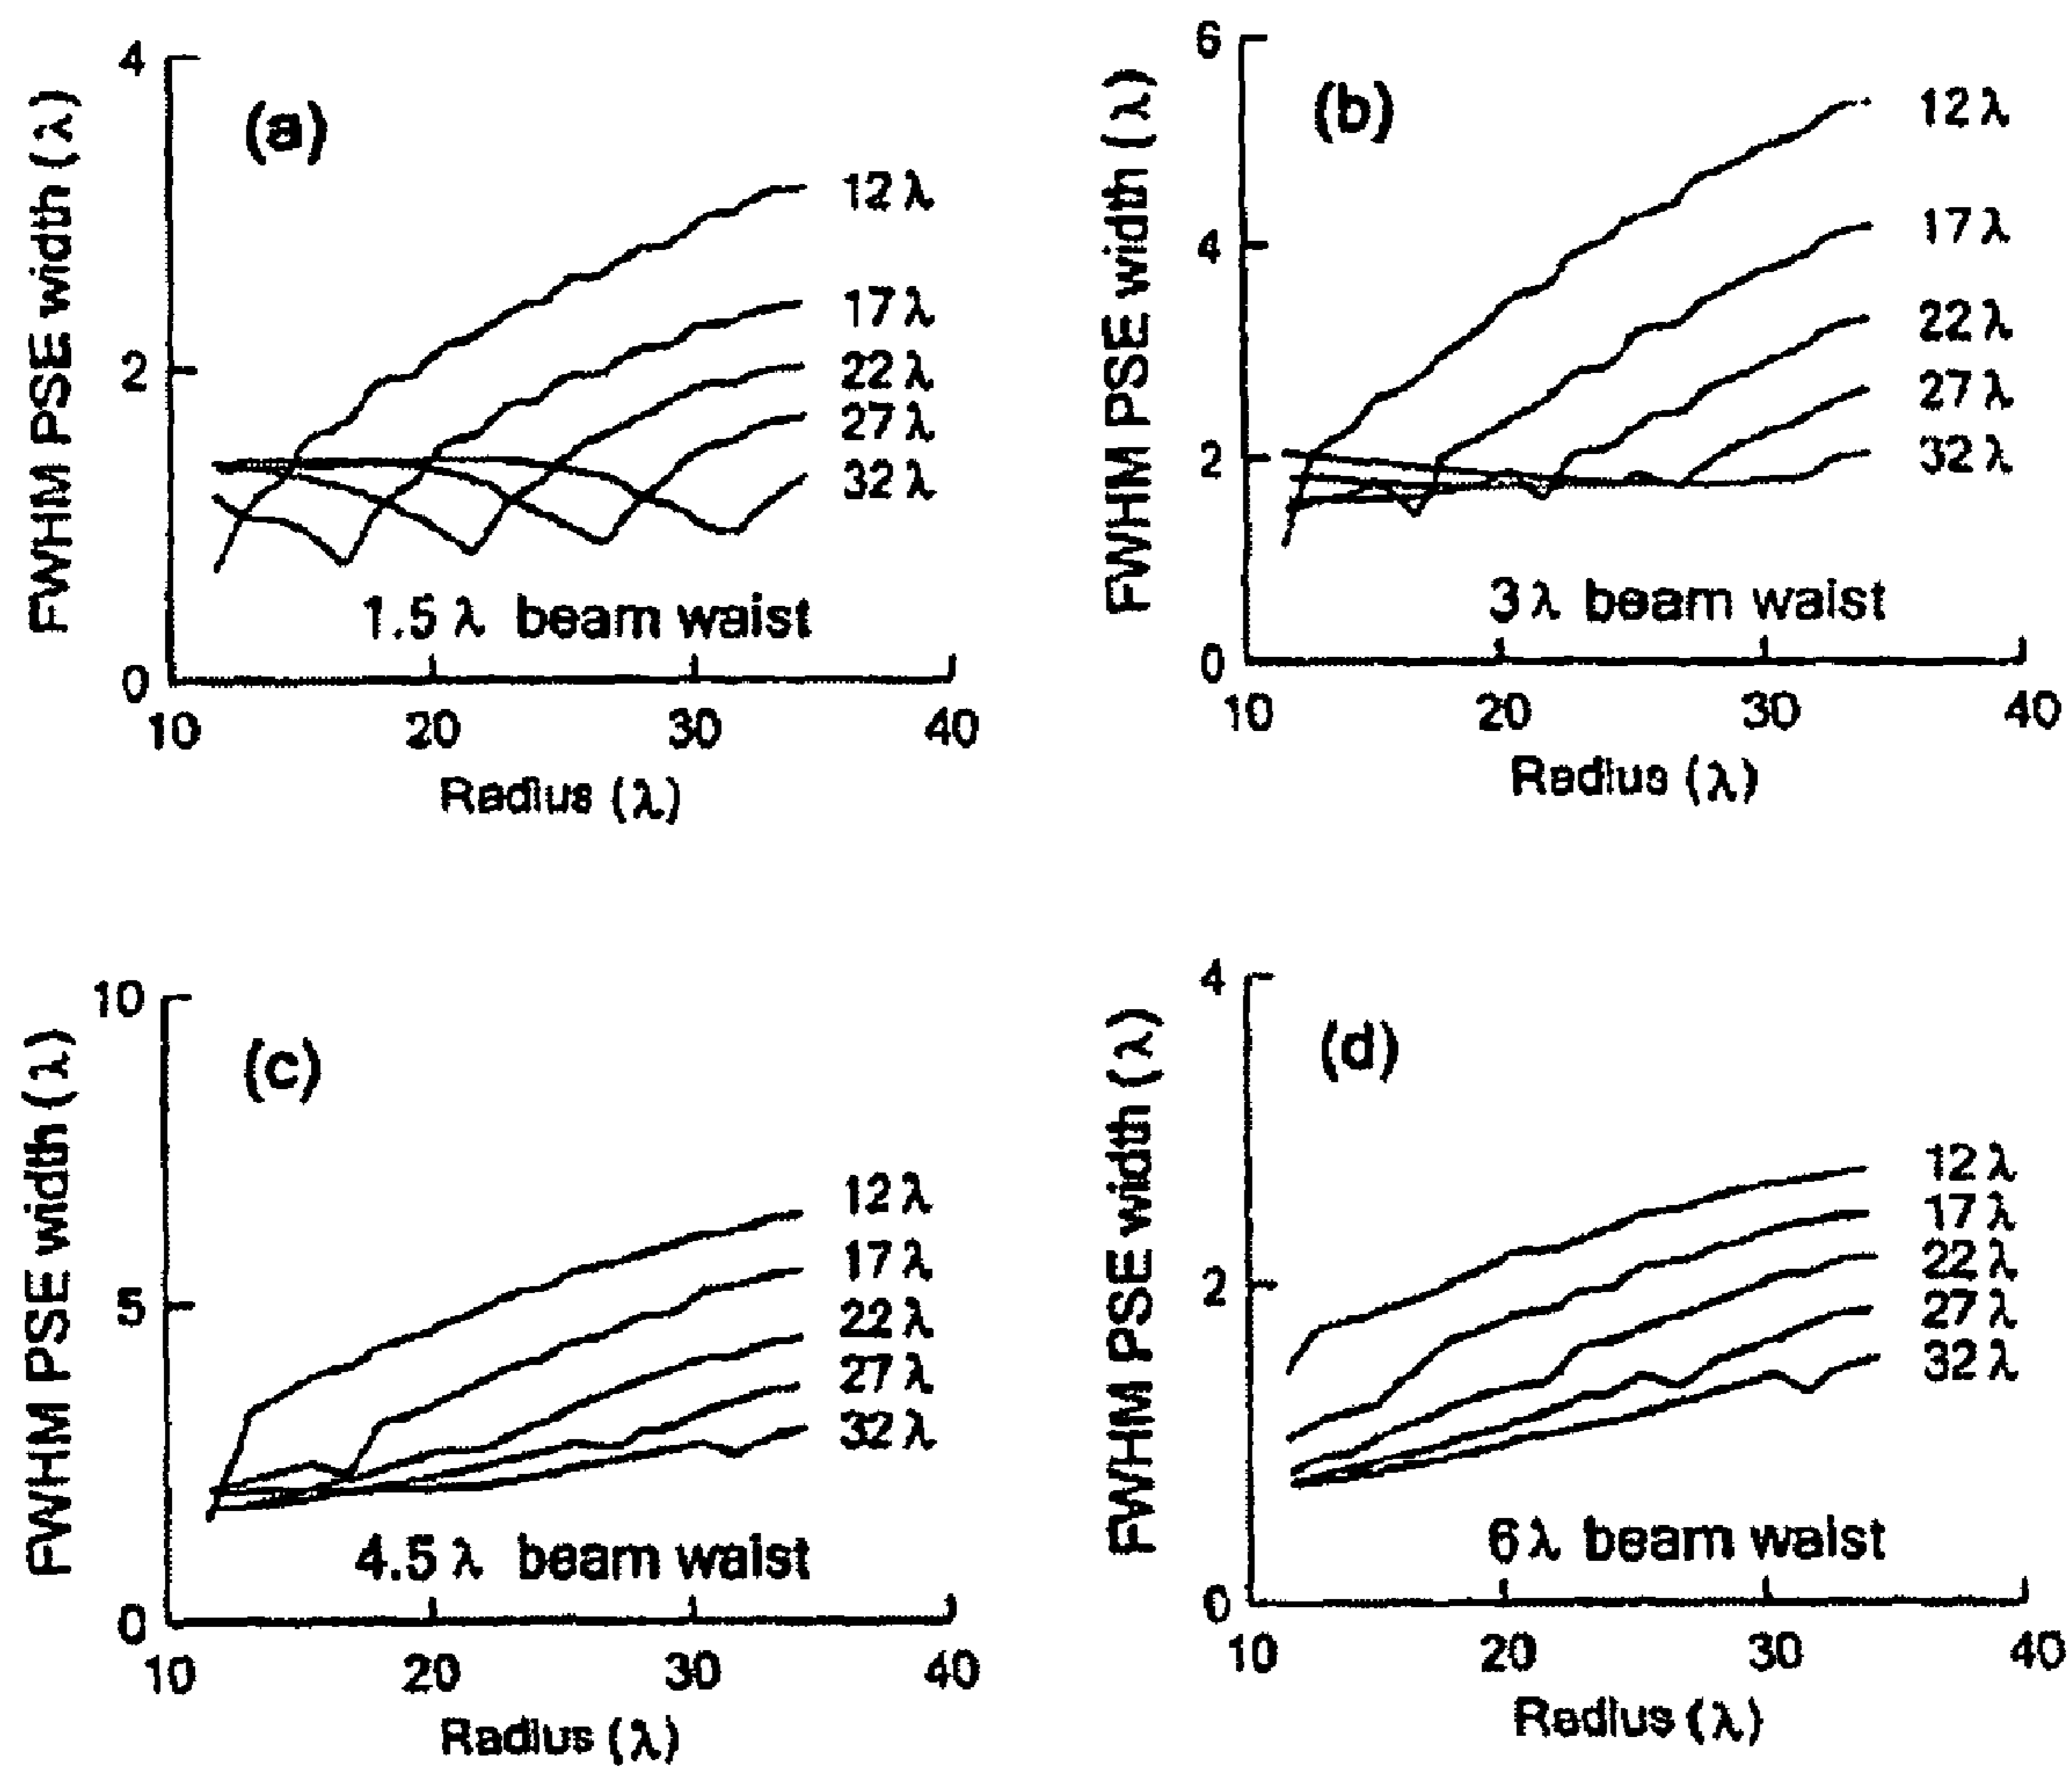 (a)
FWHM PSE width (λ)
4
2
0
12 λ
17 λ
22 λ
27 λ
32 λ
1.5 λ beam waist
10 20 30 40
Radius (λ)
(b)
FWHM PSE width (λ)
6
4
2
0
12 λ
17 λ
22 λ
27 λ
32 λ
3 λ beam waist
10 20 30 40
Radius (λ)
(c)
FWHM PSE width (λ)
10
5
0
12 λ
17 λ
22 λ
27 λ
32 λ
4.5 λ beam waist
10 20 30 40
Radius (λ)
(d)
FWHM PSE width (λ)
4
2
0
12 λ
17 λ
22 λ
27 λ
32 λ
6 λ beam waist
10 20 30 40
Radius (λ)